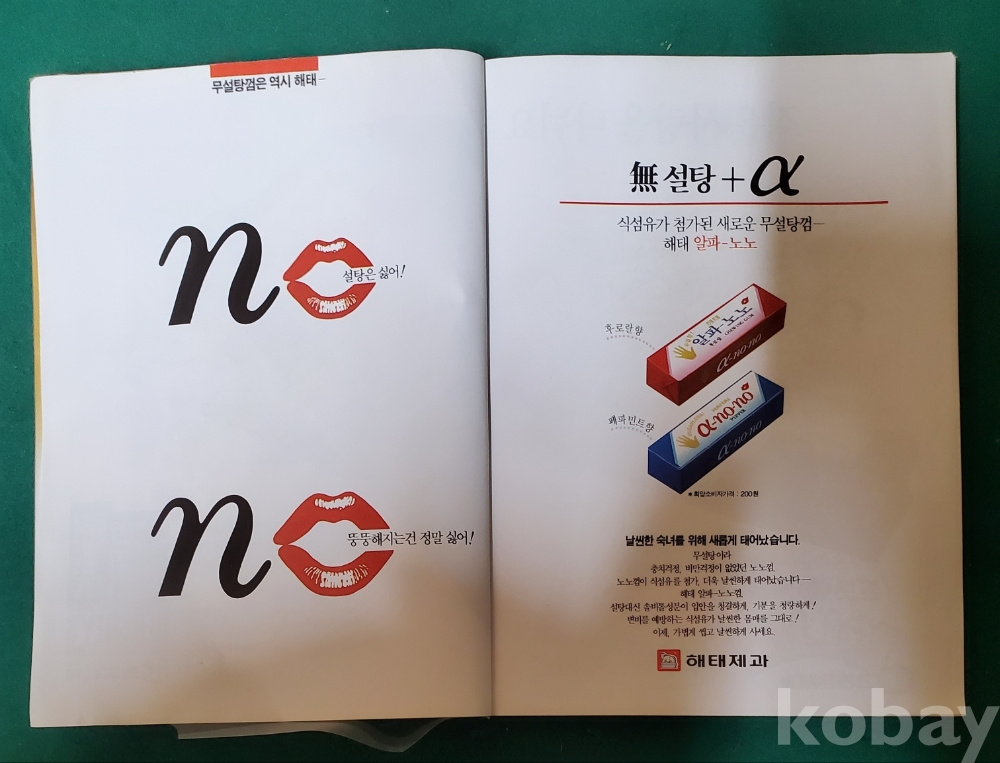 무설탕껌은 역시 해태–
no
설탕은 싫어!
no
뚱뚱해지는건 정말 싫어!
無 설탕+α
식섬유가 첨가된 새로운 무설탕껌–
해태 알파-노노
후로랄향
해태
알파-노노
α-no-no
페파민트향
α-no-no
α-no-no
*희망소비자가격 : 200원
날씬한 숙녀를 위해 새롭게 태어났습니다.
무설탕이라
충치걱정, 비만걱정이 없었던 노노껌.
노노껌이 식섬유를 첨가, 더욱 날씬하게 태어났습니다–
해태 알파-노노껌.
설탕대신 솔비톨성분이 입안을 청결하게, 기분을 청량하게!
변비를 예방하는 식섬유가 날씬한 몸매를 그대로!
이제, 가볍게 씹고 날씬하게 사세요.
해태제과
kobay